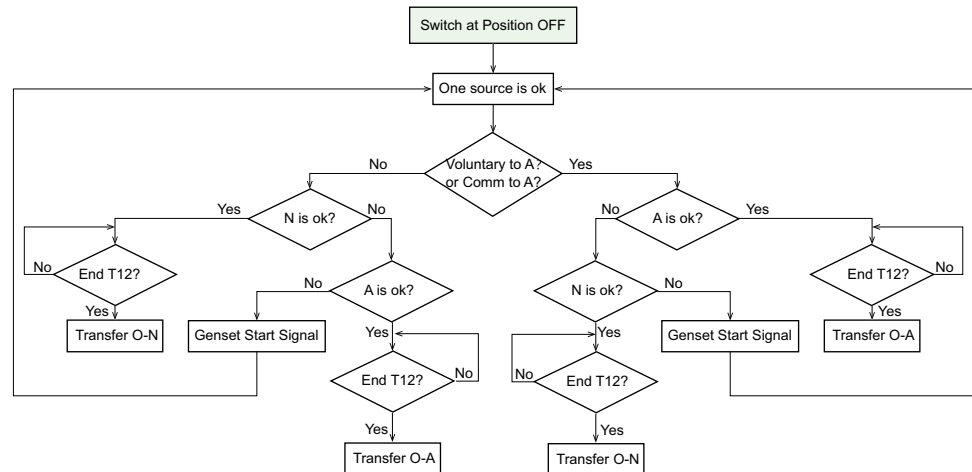 Switch at Position OFF
One source is ok
No
Voluntary to A?
or Comm to A?
Yes
Yes
N is ok?
No
No
A is ok?
Yes
No
End T12?
No
A is ok?
N is ok?
No
End T12?
No
Yes
Transfer O-N
Genset Start Signal
Yes
Yes
Genset Start Signal
Yes
Transfer O-A
End T12?
No
No
End T12?
Yes
Transfer O-A
Yes
Transfer O-N